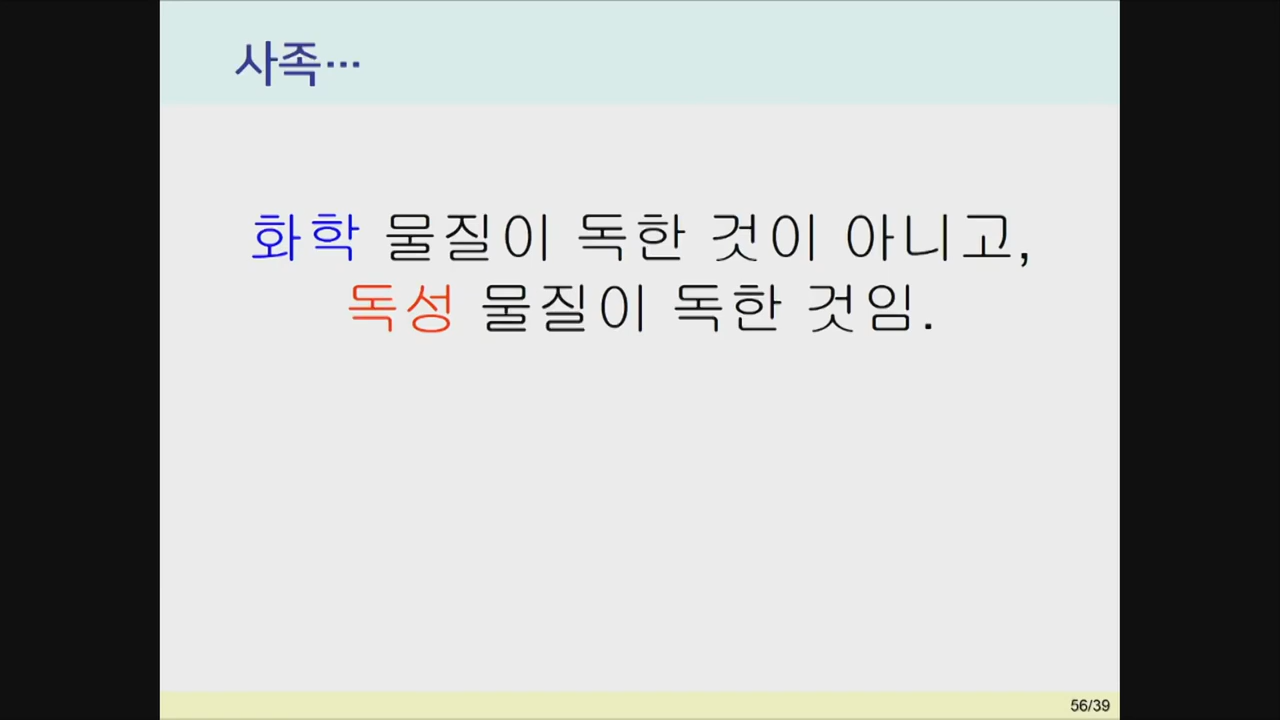 사족…
화학 물질이 독한 것이 아니고,
독성 물질이 독한 것임.
56/39